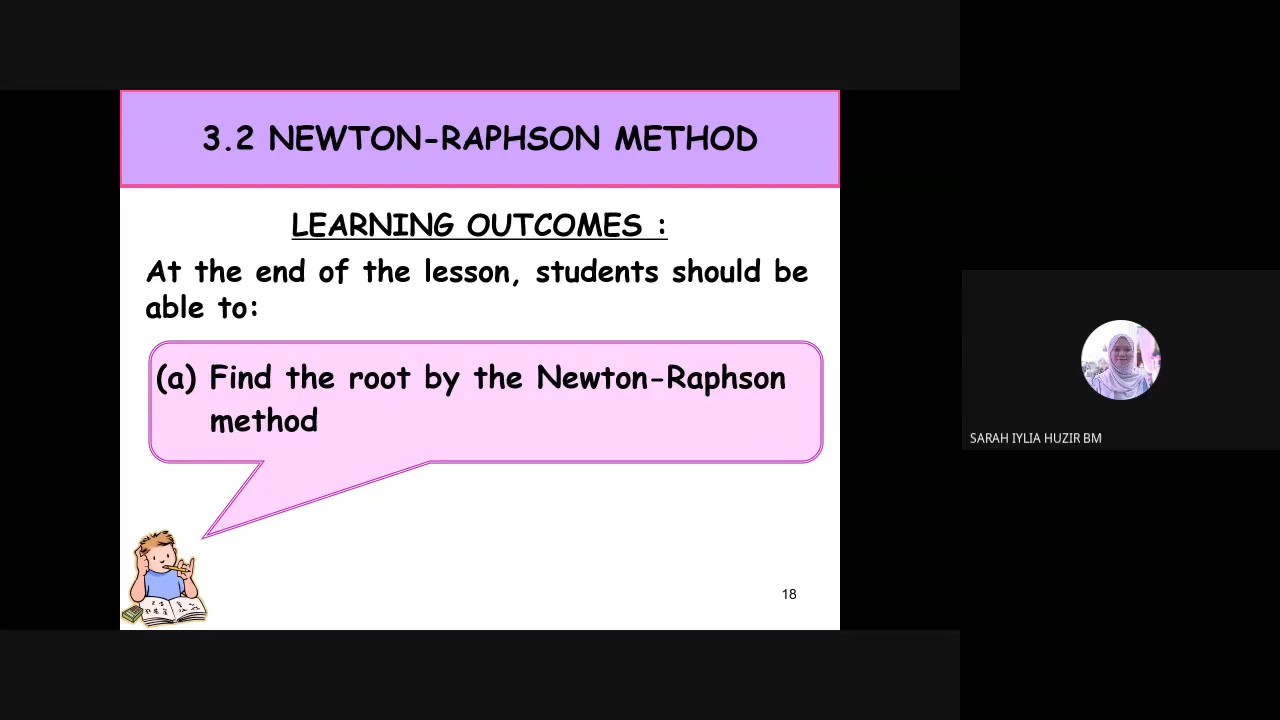 3.2 NEWTON-RAPHSON METHOD
LEARNING OUTCOMES :
At the end of the lesson, students should be
able to:
(a) Find the root by the Newton-Raphson
method
18
SARAH IYLIA HUZIR BM